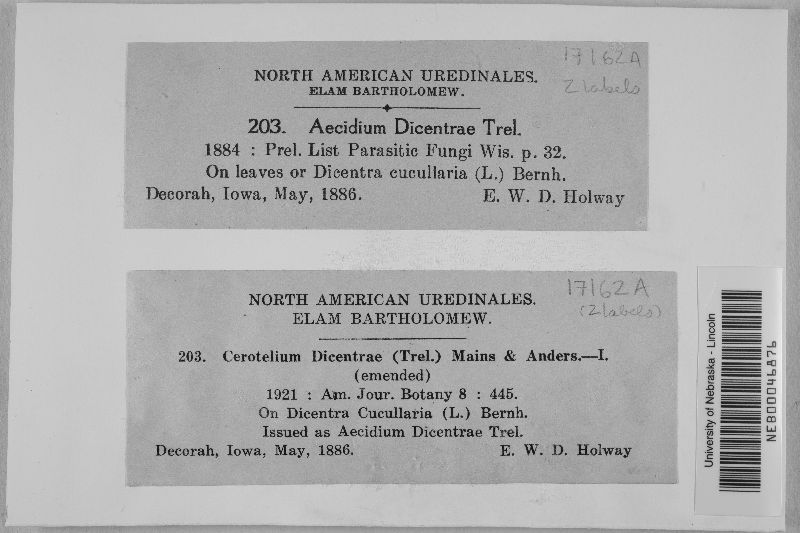 17162A
2 labels
NORTH AMERICAN UREDINALES.
ELAM BARTHOLOMEW.
203. Aecidium Dicentrae Trel.
1884 : Prel. List Parasitic Fungi Wis. p. 32.
On leaves or Dicentra cucullaria (L.) Bernh.
Decorah, Iowa, May, 1886. E. W. D. Holway
17162A
(2 labels)
NORTH AMERICAN UREDINALES.
ELAM BARTHOLOMEW.
203. Cerotelium Dicentrae (Trel.) Mains & Anders.—I.
(emended)
1921 : Am. Jour. Botany 8 : 445.
On Dicentra Cucullaria (L.) Bernh.
Issued as Aecidium Dicentrae Trel.
Decorah, Iowa, May, 1886. E. W. D. Holway
University of Nebraska - Lincoln
NEB00046876